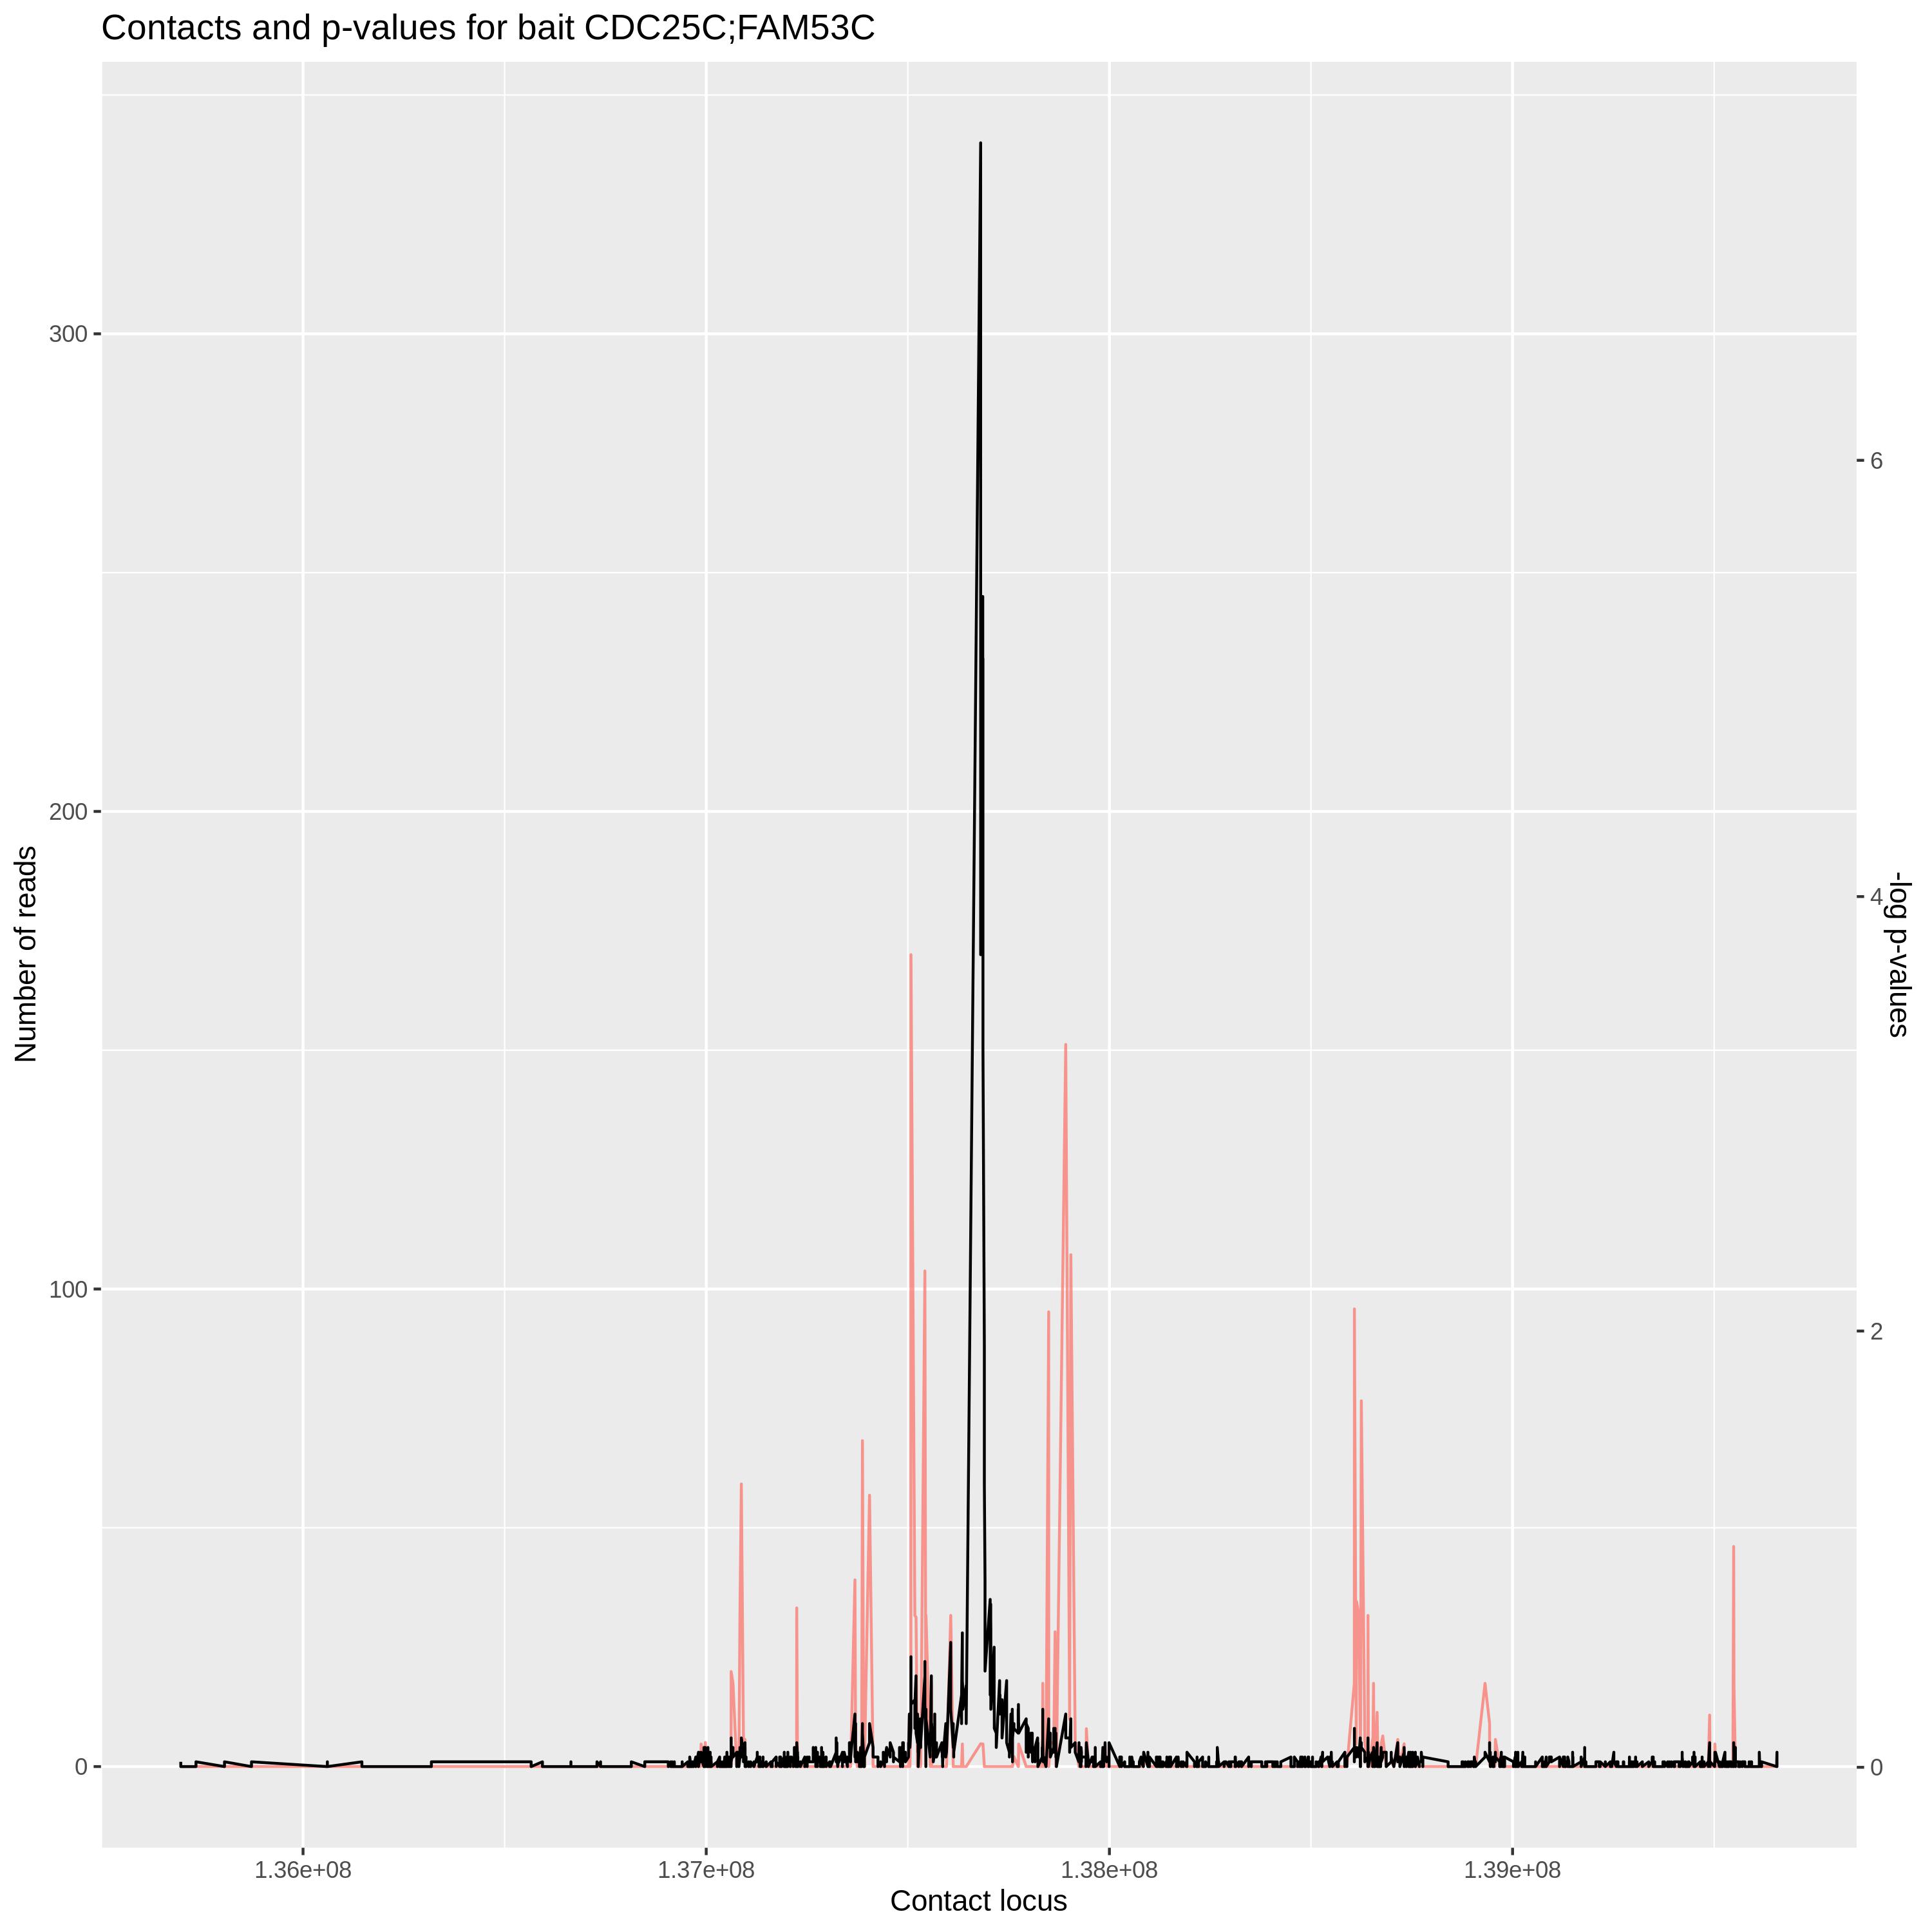 Contacts and p-values for bait CDC25C;FAM53C
Number of reads
300
200
100
0
6
4
2
0
-log p-values
1.36e+08
1.37e+08
1.38e+08
1.39e+08
Contact locus